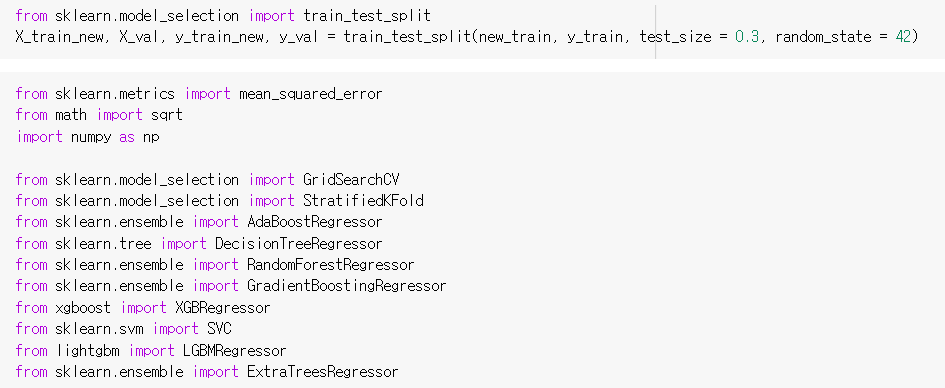 from sklearn.model_selection import train_test_split
X_train_new, X_val, y_train_new, y_val = train_test_split(new_train, y_train, test_size = 0.3, random_state = 42)
from sklearn.metrics import mean_squared_error
from math import sqrt
import numpy as np
from sklearn.model_selection import GridSearchCV
from sklearn.model_selection import StratifiedKFold
from sklearn.ensemble import AdaBoostRegressor
from sklearn.tree import DecisionTreeRegressor
from sklearn.ensemble import RandomForestRegressor
from sklearn.ensemble import GradientBoostingRegressor
from xgboost import XGBRegressor
from sklearn.svm import SVC
from lightgbm import LGBMRegressor
from sklearn.ensemble import ExtraTreesRegressor